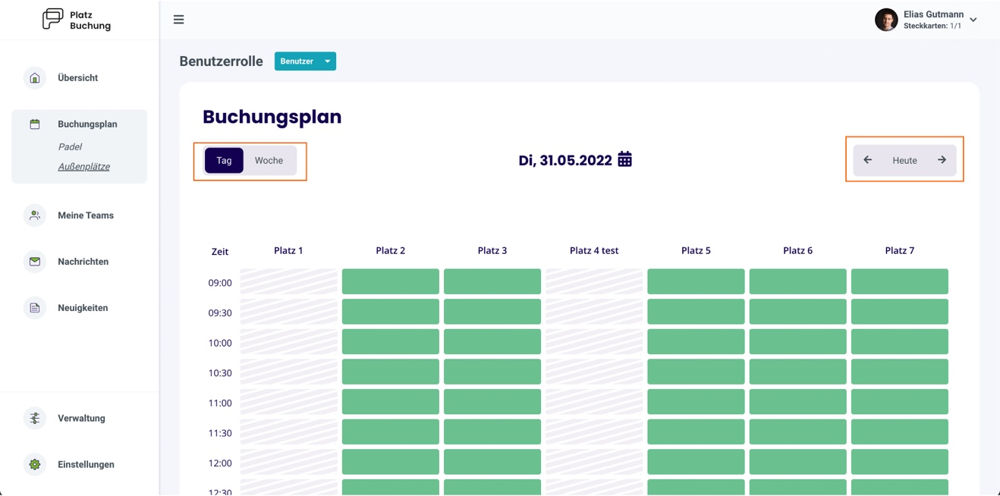 Platz
Buchung
Elias Gutmann
Steckkarten: 1/1
Benutzerrolle
Benutzer
Übersicht
Buchungsplan
Padel
Außenplätze
Meine Teams
Nachrichten
Neuigkeiten
Verwaltung
Einstellungen
Buchungsplan
Tag Woche
Di, 31.05.2022
Heute
Zeit Platz 1 Platz 2 Platz 3 Platz 4 test Platz 5 Platz 6 Platz 7
09:00
09:30
10:00
10:30
11:00
11:30
12:00
12:30